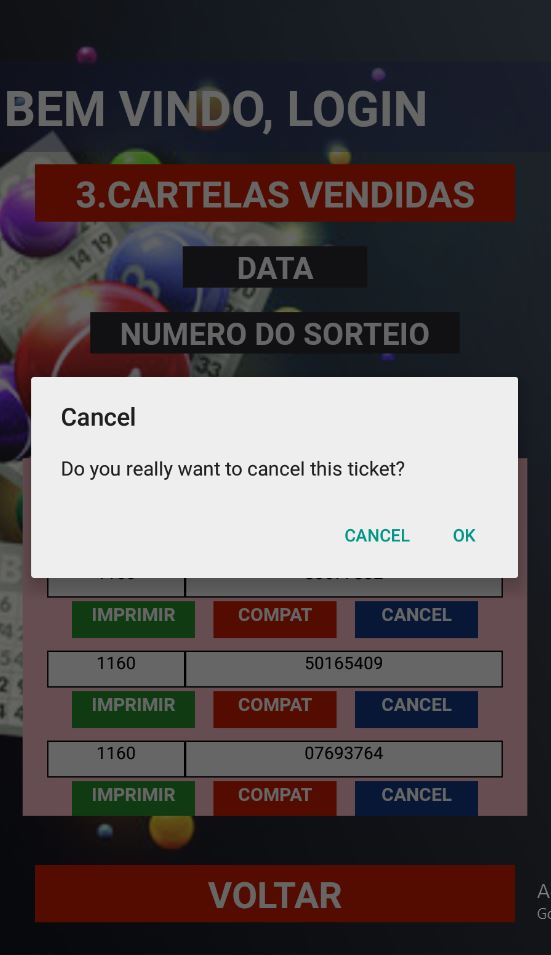 BEM VINDO, LOGIN
3.CARTELAS VENDIDAS
DATA
NUMERO DO SORTEIO
Cancel
Do you really want to cancel this ticket?
CANCEL OK
IMPRIMIR COMPAT CANCEL
1160 50165409
IMPRIMIR COMPAT CANCEL
1160 07693764
IMPRIMIR COMPAT CANCEL
VOLTAR